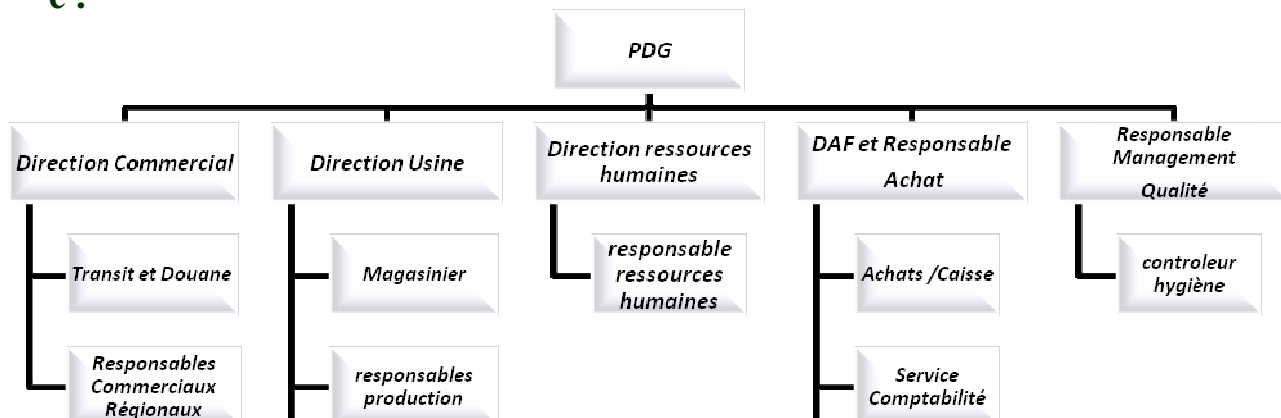 PDG
Direction Commercial
Direction Usine
Direction ressources
humaines
DAF et Responsable
Achat
Responsable
Management
Qualité
Transit et Douane
Magasinier
responsable
ressources
humaines
Achats /Caisse
controleur
hygiène
Responsables
Commerciaux
Régionaux
responsables
production
Service
Comptabilité